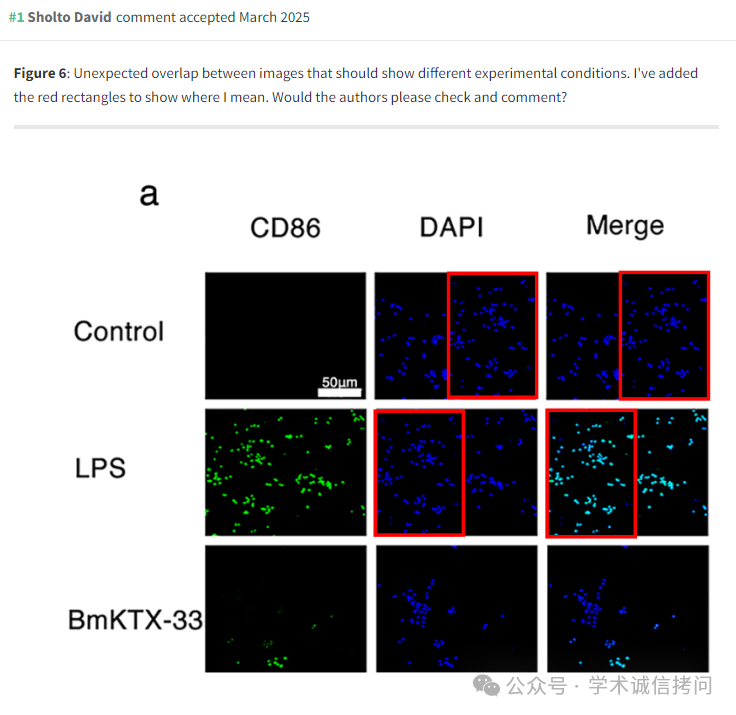 #1 Sholto David comment accepted March 2025
Figure 6: Unexpected overlap between images that should show different experimental conditions. I've added
the red rectangles to show where I mean. Would the authors please check and comment?
a
CD86 DAPI Merge
Control
50μm
LPS
BmKTX-33
公众号 · 学术诚信拷问